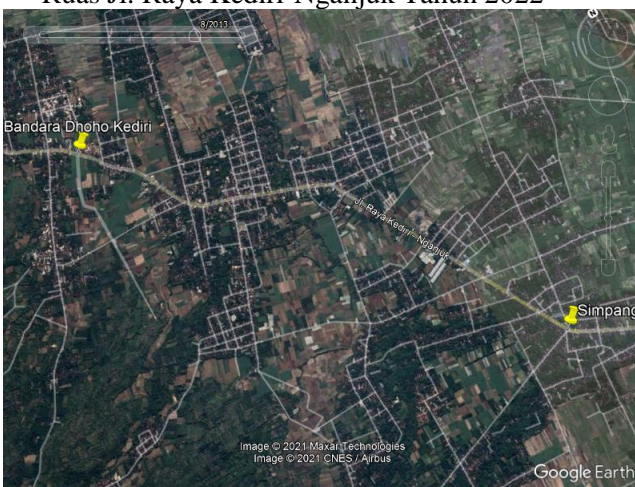 Ruas Jl. Raya Kediri-Nganjuk Tahun 2022
8/2013
N
Bandara Dhoho Kediri
Jl. Raya Kediri - Nganjuk
Simpang
Image © 2021 Maxar Technologies
Image © 2021 CNES / Airbus
Google Earth